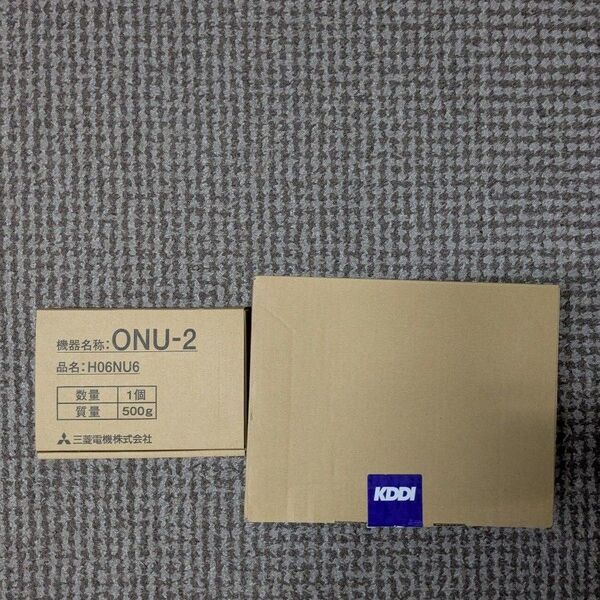 機器名称: ONU-2
品名: H06NU6
数量 1個
質量 500g
三菱電機株式会社
KDDI